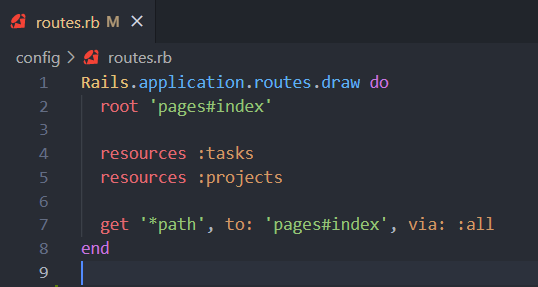 routes.rb M ×
config > routes.rb
1 Rails.application.routes.draw do
2 root 'pages#index'
3
4 resources :tasks
5 resources :projects
6
7 get '*path', to: 'pages#index', via: :all
8 end
9